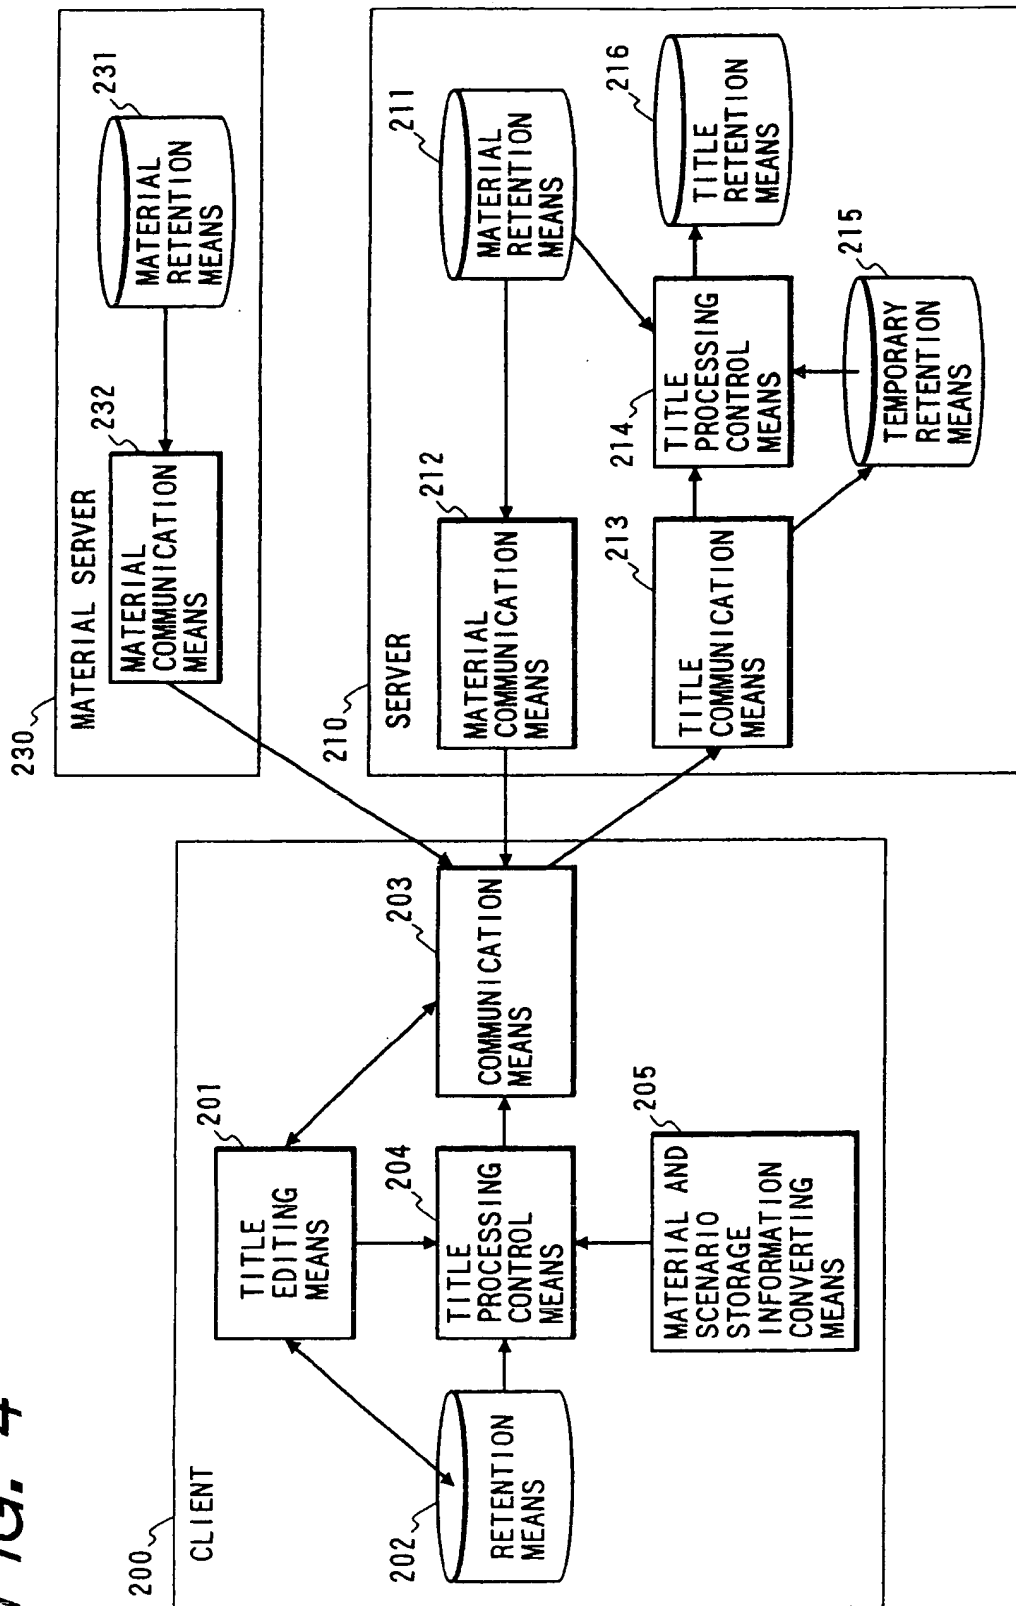 FIG. 4
200
CLIENT
201
TITLE
EDITING
MEANS
202
RETENTION
MEANS
204
TITLE
PROCESSING
CONTROL
MEANS
203
COMMUNICATION
MEANS
205
MATERIAL AND
SCENARIO
STORAGE
INFORMATION
CONVERTING
MEANS
230
MATERIAL SERVER
232
MATERIAL
COMMUNICATION
MEANS
231
MATERIAL
RETENTION
MEANS
210
SERVER
212
MATERIAL
COMMUNICATION
MEANS
211
MATERIAL
RETENTION
MEANS
213
TITLE
COMMUNICATION
MEANS
214
TITLE
PROCESSING
CONTROL
MEANS
216
TITLE
RETENTION
MEANS
215
TEMPORARY
RETENTION
MEANS